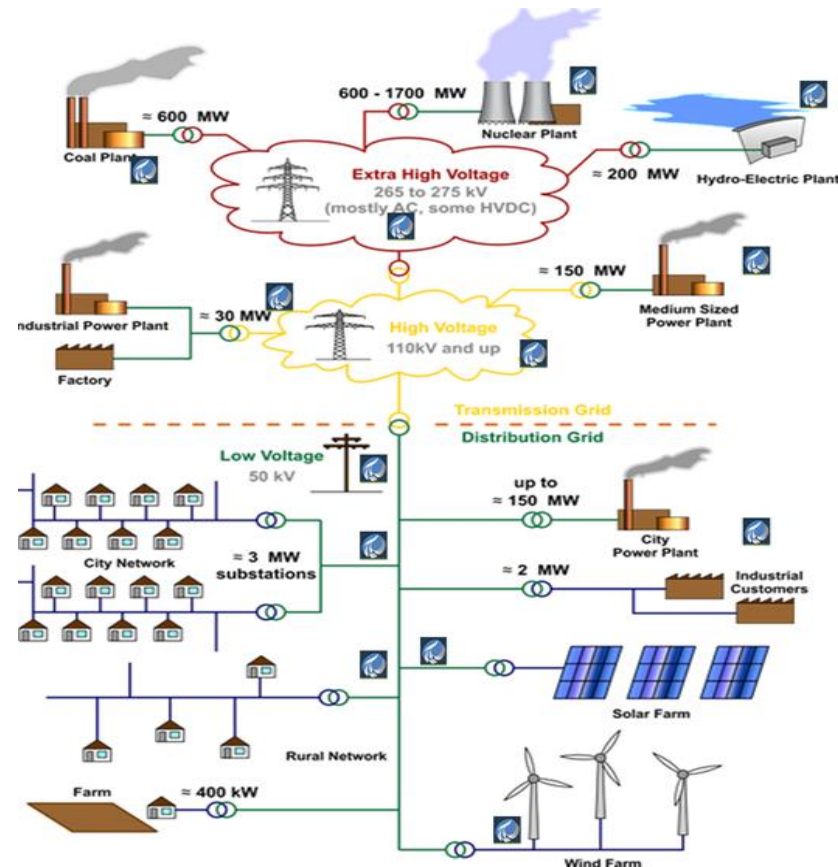 ≈ 600 MW
Coal Plant
600 - 1700 MW
Nuclear Plant
Extra High Voltage
265 to 275 kV
(mostly AC, some HVDC)
≈ 200 MW
Hydro-Electric Plant
≈ 150 MW
Medium Sized
Power Plant
ndustrial Power Plant
≈ 30 MW
Factory
High Voltage
110kV and up
Transmission Grid
Distribution Grid
Low Voltage
50 kV
up to
≈ 150 MW
City
Power Plant
City Network
≈ 3 MW
substations
≈ 2 MW
Industrial
Customers
Solar Farm
Rural Network
Farm
≈ 400 kW
Wind Farm